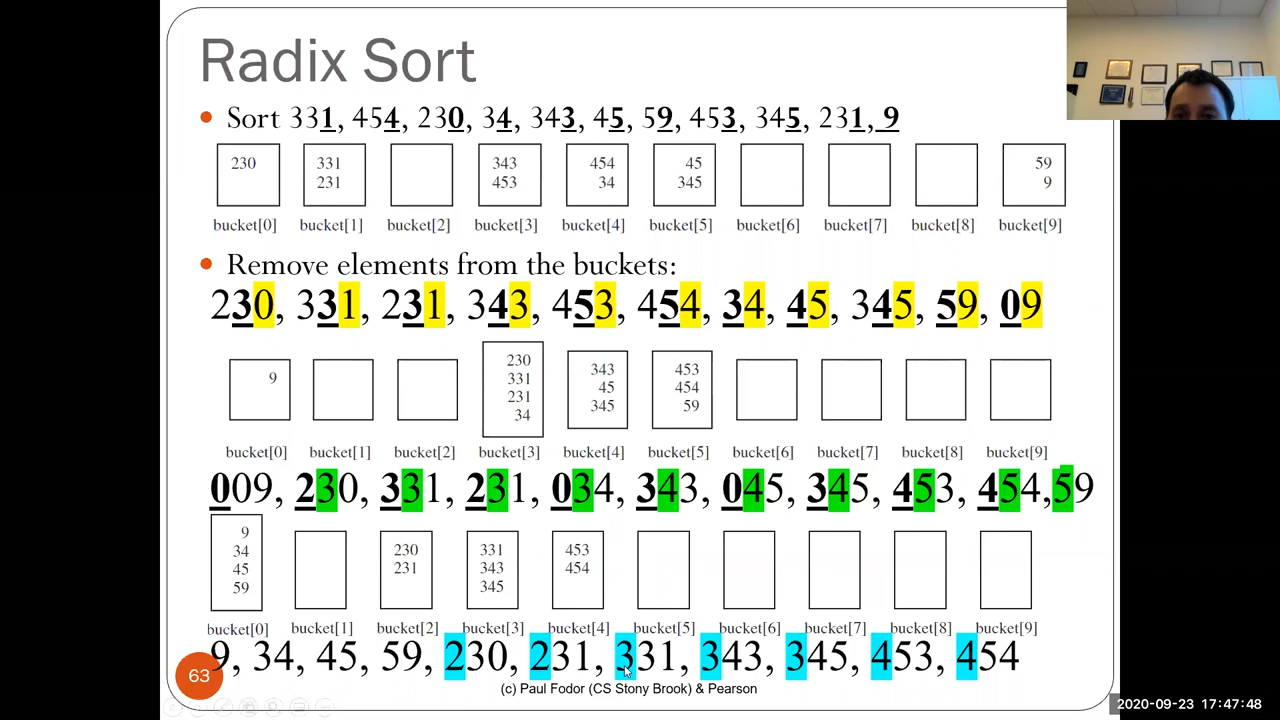 Radix Sort
• Sort 331, 454, 230, 34, 343, 45, 59, 453, 345, 231, 9
230 331 343 454 45 59
231 453 34 345 9
bucket[0] bucket[1] bucket[2] bucket[3] bucket[4] bucket[5] bucket[6] bucket[7] bucket[8] bucket[9]
• Remove elements from the buckets:
230, 331, 231, 343, 453, 454, 34, 45, 345, 59, 09
9 230 343 453
331 45 454
231 345 59
34
bucket[0] bucket[1] bucket[2] bucket[3] bucket[4] bucket[5] bucket[6] bucket[7] bucket[8] bucket[9]
009, 230, 331, 231, 034, 343, 045, 345, 453, 454,59
9 230 331 453
34 231 343 454
45 345
59
bucket[0] bucket[1] bucket[2] bucket[3] bucket[4] bucket[5] bucket[6] bucket[7] bucket[8] bucket[9]
9, 34, 45, 59, 230, 231, 331, 343, 345, 453, 454
63
(c) Paul Fodor (CS Stony Brook) & Pearson
2020-09-23 17:47:48